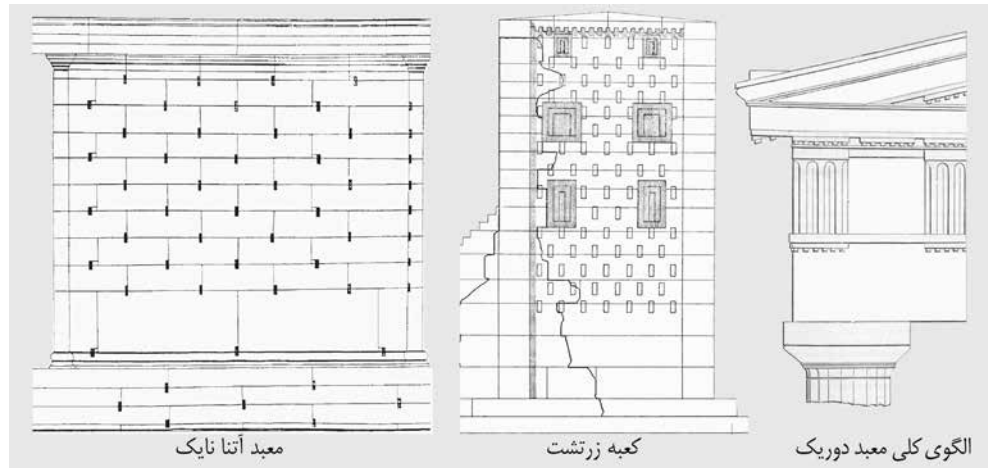 الگوی کلی معبد دوریک
کعبه زرتشت
معبد آتنا نایک